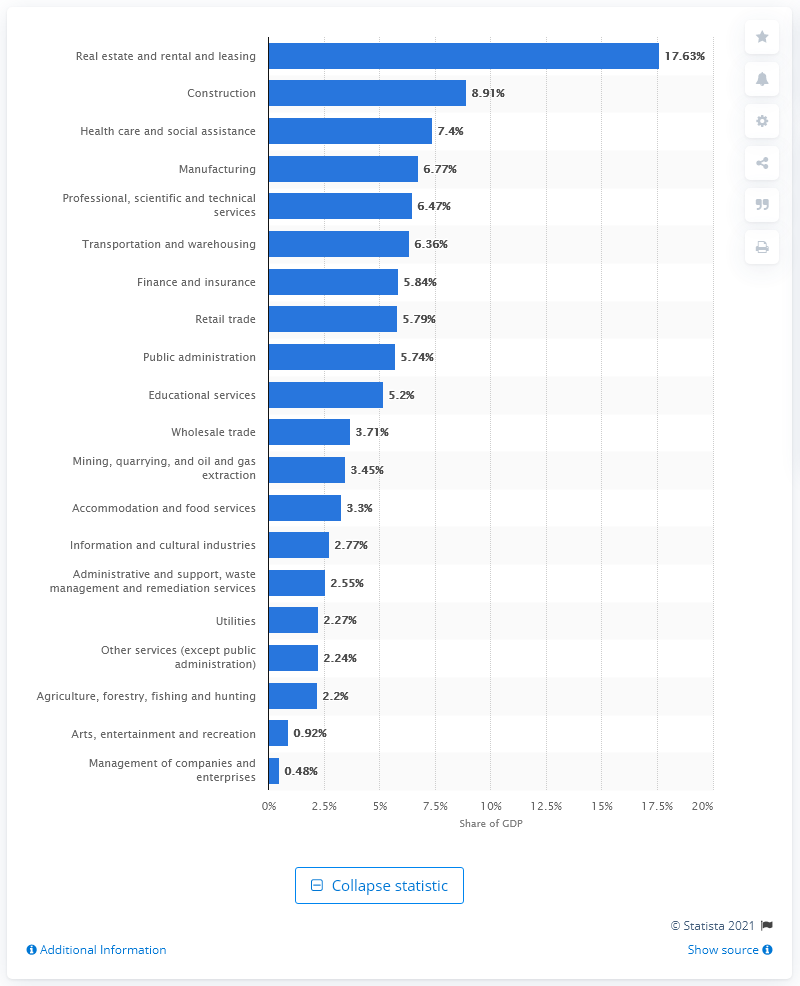 Real estate and rental and leasing
17.63%
Construction
8.91%
Health care and social assistance
7.4%
Manufacturing
6.77%
Professional, scientific and technical
services
6.47%
Transportation and warehousing
6.36%
Finance and insurance
5.84%
Retail trade
5.79%
Public administration
5.74%
Educational services
5.2%
Wholesale trade
3.71%
Mining, quarrying, and oil and gas
extraction
3.45%
Accommodation and food services
3.3%
Information and cultural industries
2.77%
Administrative and support, waste
management and remediation services
2.55%
Utilities
2.27%
Other services (except public
administration)
2.24%
Agriculture, forestry, fishing and hunting
2.2%
Arts, entertainment and recreation
0.92%
Management of companies and
enterprises
0.48%
0% 2.5% 5% 7.5% 10% 12.5% 15% 17.5% 20%
Share of GDP
Collapse statistic
© Statista 2021
Additional Information
Show source